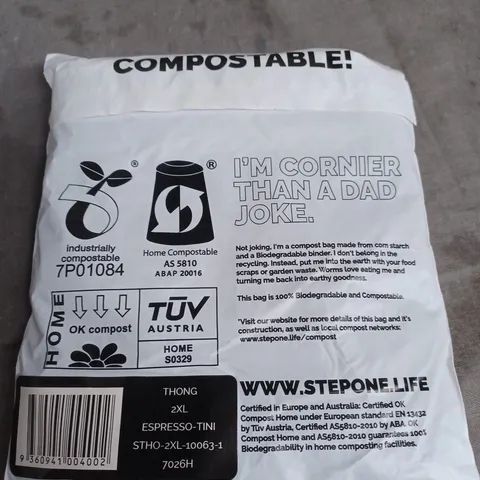 COMPOSTABLE!
®
industrially
compostable
7P01084
®
Home Compostable
AS 5810
ABAP 20016
I'M CORNIER
THAN A DAD
JOKE.
Not joking. I'm a compost bag made from corn starch
and a Biodegradable binder. I don't belong in the
recycling. Instead, put me into the earth with your food
scraps or garden waste. Worms love eating me and
turning me back into earthy goodness.
This bag is 100% Biodegradable and Compostable.
*Visit our website for more details of this bag and it's
construction, as well as local compost networks:
www.stepone.life/compost
HOME
OK compost
TÜV
AUSTRIA
HOME
S0329
WWW.STEPONE.LIFE
Certified in Europe and Australia: Certified OK
Compost Home under European standard EN 13432
by Tüv Austria, Certified AS5810-2010 by ABA. OK
Compost Home and AS5810-2010 guarantees 100%
Biodegradability in home composting facilities.
9360941004002
THONG
2XL
ESPRESSO-TINI
STHO-2XL-10063-1
7026H